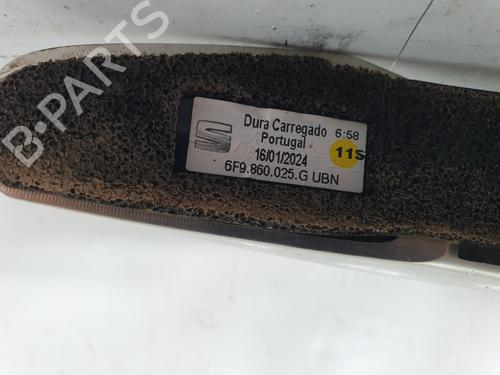 Dura Carregado 6:58
Portugal
11S
16/01/2024
6F9.860.025.G UBN
B-PARTS